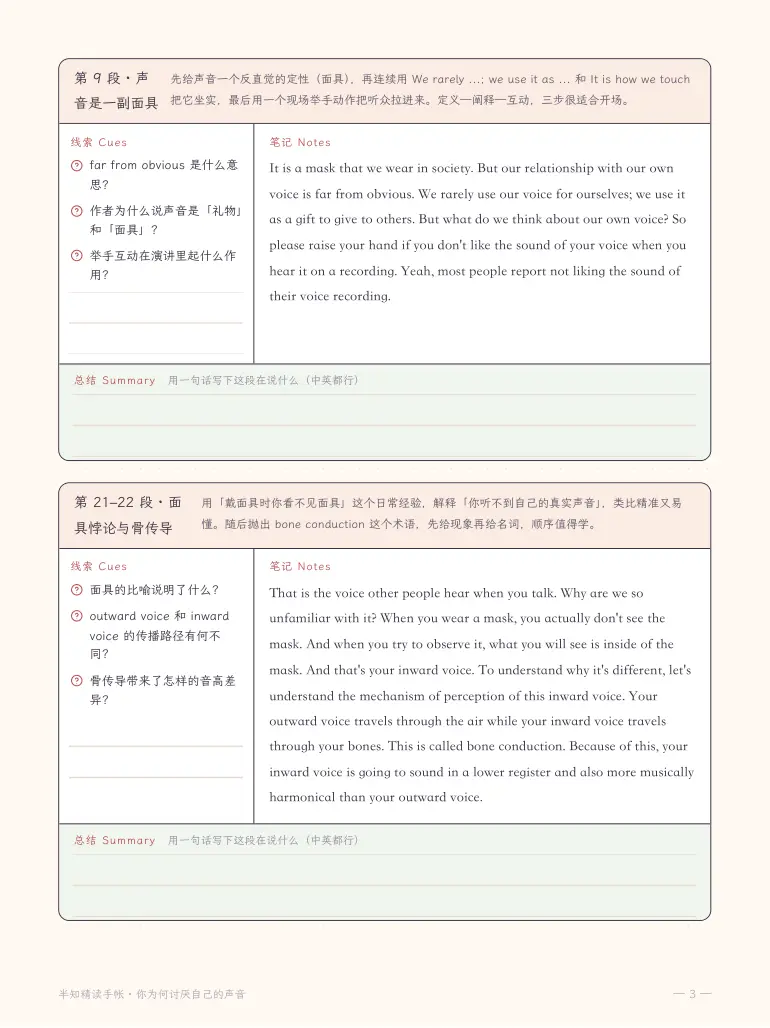 第 9 段·声
音是一副面具
先给声音一个反直觉的定性（面具），再连续用 We rarely ...; we use it as ... 和 It is how we touch
把它坐实，最后用一个现场举手动作把听众拉进来。定义—阐释—互动，三步很适合开场。
线索 Cues
far from obvious 是什么意
思？
作者为什么说声音是「礼物」
和「面具」？
举手互动在演讲里起什么作
用？
笔记 Notes
It is a mask that we wear in society. But our relationship with our own
voice is far from obvious. We rarely use our voice for ourselves; we use it
as a gift to give to others. But what do we think about our own voice? So
please raise your hand if you don't like the sound of your voice when you
hear it on a recording. Yeah, most people report not liking the sound of
their voice recording.
总结 Summary 用一句话写下这段在说什么（中英都行）
第 21–22 段·面
具悖论与骨传导
用「戴面具时你看不见面具」这个日常经验，解释「你听不到自己的真实声音」，类比精准又易
懂。随后抛出 bone conduction 这个术语，先给现象再给名词，顺序值得学。
线索 Cues
面具的比喻说明了什么？
outward voice 和 inward
voice 的传播路径有何不
同？
骨传导带来了怎样的音高差
异？
笔记 Notes
That is the voice other people hear when you talk. Why are we so
unfamiliar with it? When you wear a mask, you actually don't see the
mask. And when you try to observe it, what you will see is inside of the
mask. And that's your inward voice. To understand why it's different, let's
understand the mechanism of perception of this inward voice. Your
outward voice travels through the air while your inward voice travels
through your bones. This is called bone conduction. Because of this, your
inward voice is going to sound in a lower register and also more musically
harmonical than your outward voice.
总结 Summary 用一句话写下这段在说什么（中英都行）
半知精读手帐·你为何讨厌自己的声音
— 3 —